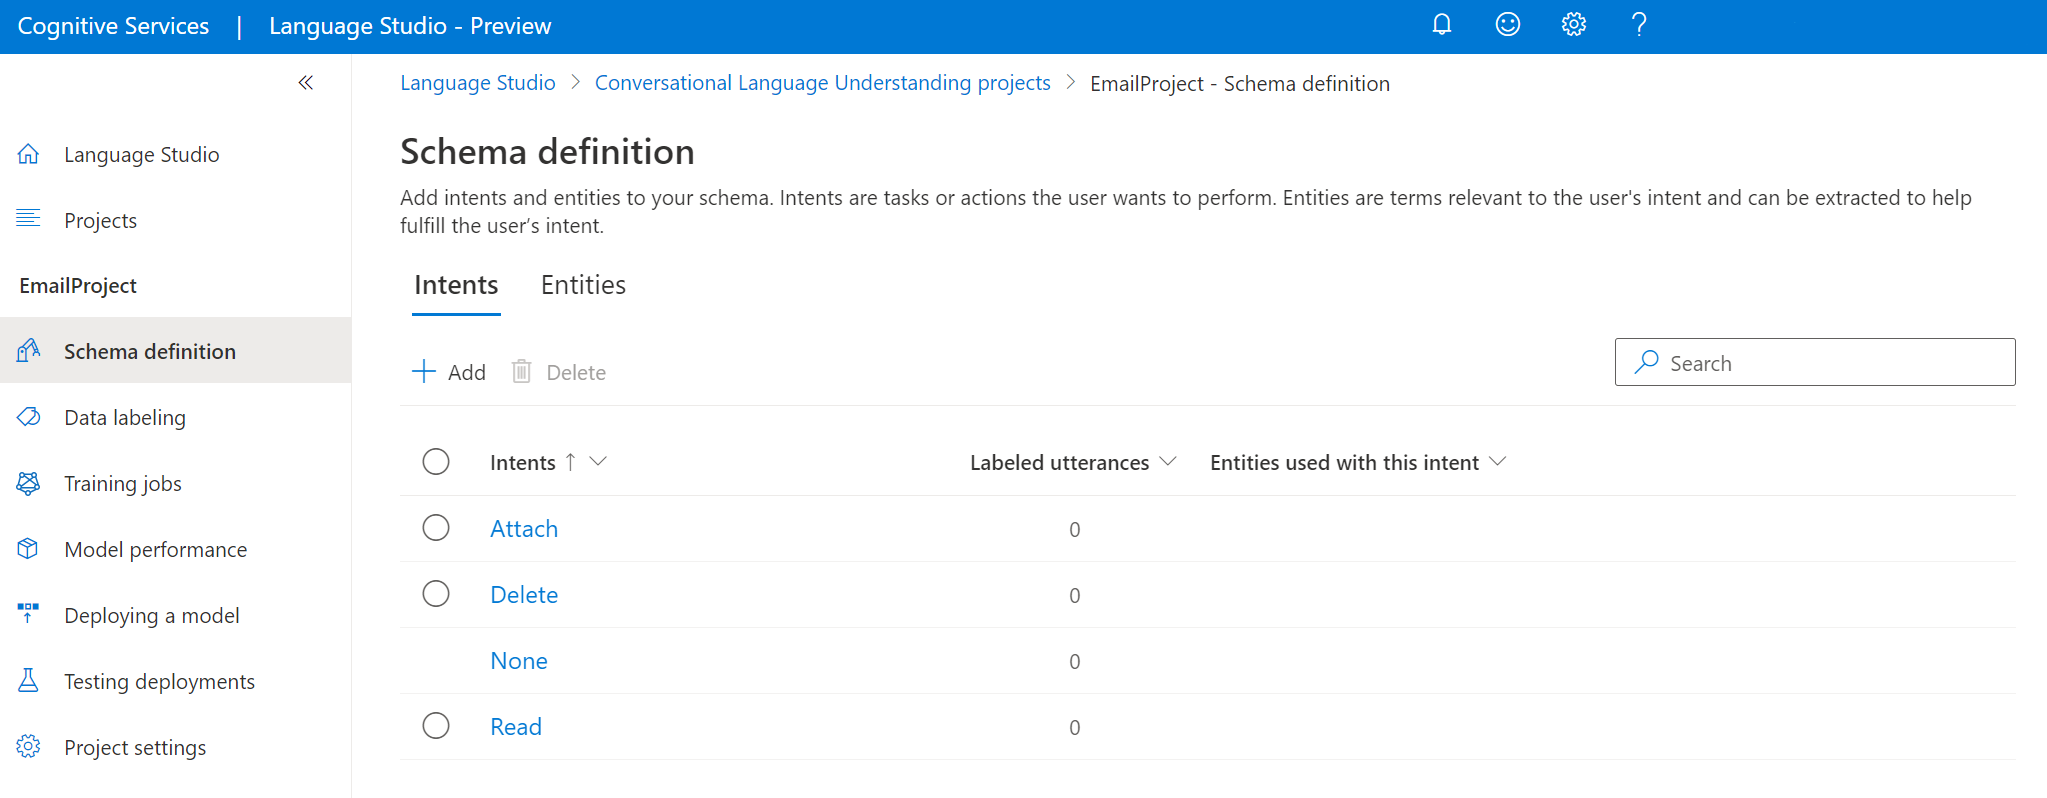 Cognitive Services | Language Studio - Preview
Language Studio > Conversational Language Understanding projects > EmailProject - Schema definition
Language Studio
Projects
EmailProject
Schema definition
Data labeling
Training jobs
Model performance
Deploying a model
Testing deployments
Project settings
Schema definition
Add intents and entities to your schema. Intents are tasks or actions the user wants to perform. Entities are terms relevant to the user's intent and can be extracted to help
fulfill the user’s intent.
Intents Entities
Add Delete Search
Intents ↑ Labeled utterances Entities used with this intent
Attach 0
Delete 0
None 0
Read 0